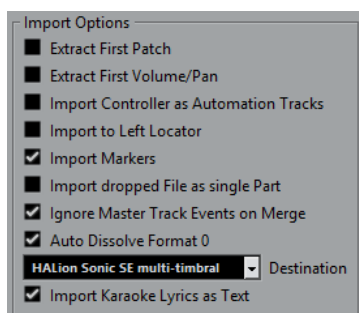 Import Options
Extract First Patch
Extract First Volume/Pan
Import Controller as Automation Tracks
Import to Left Locator
Import Markers
Import dropped File as single Part
Ignore Master Track Events on Merge
Auto Dissolve Format 0
HALion Sonic SE multi-timbral Destination
Import Karaoke Lyrics as Text